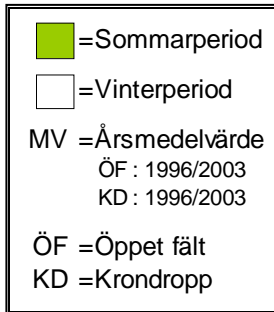 =Sommarperiod
=Vinterperiod
MV =Årsmedelvärde
ÖF : 1996/2003
KD : 1996/2003
ÖF =Öppet fält
KD =Krondropp